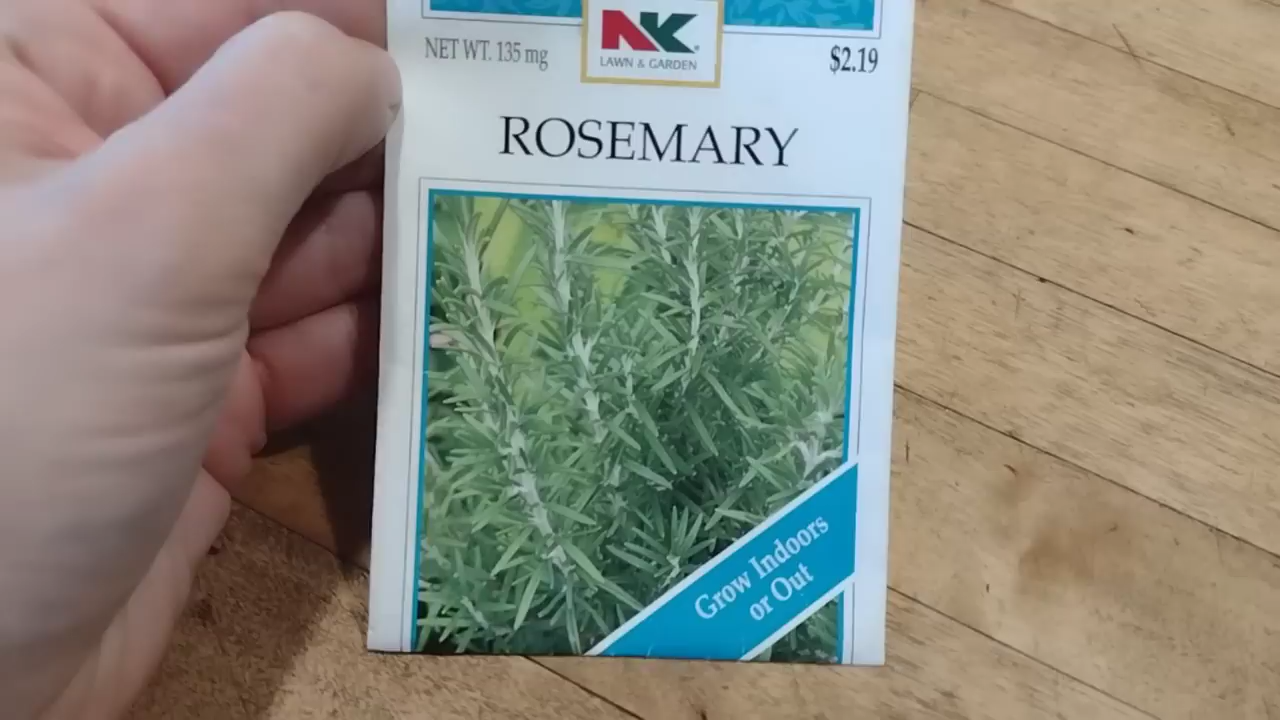 NK
NET WT. 135 mg
LAWN & GARDEN
$2.19
ROSEMARY
Grow Indoors
or Out